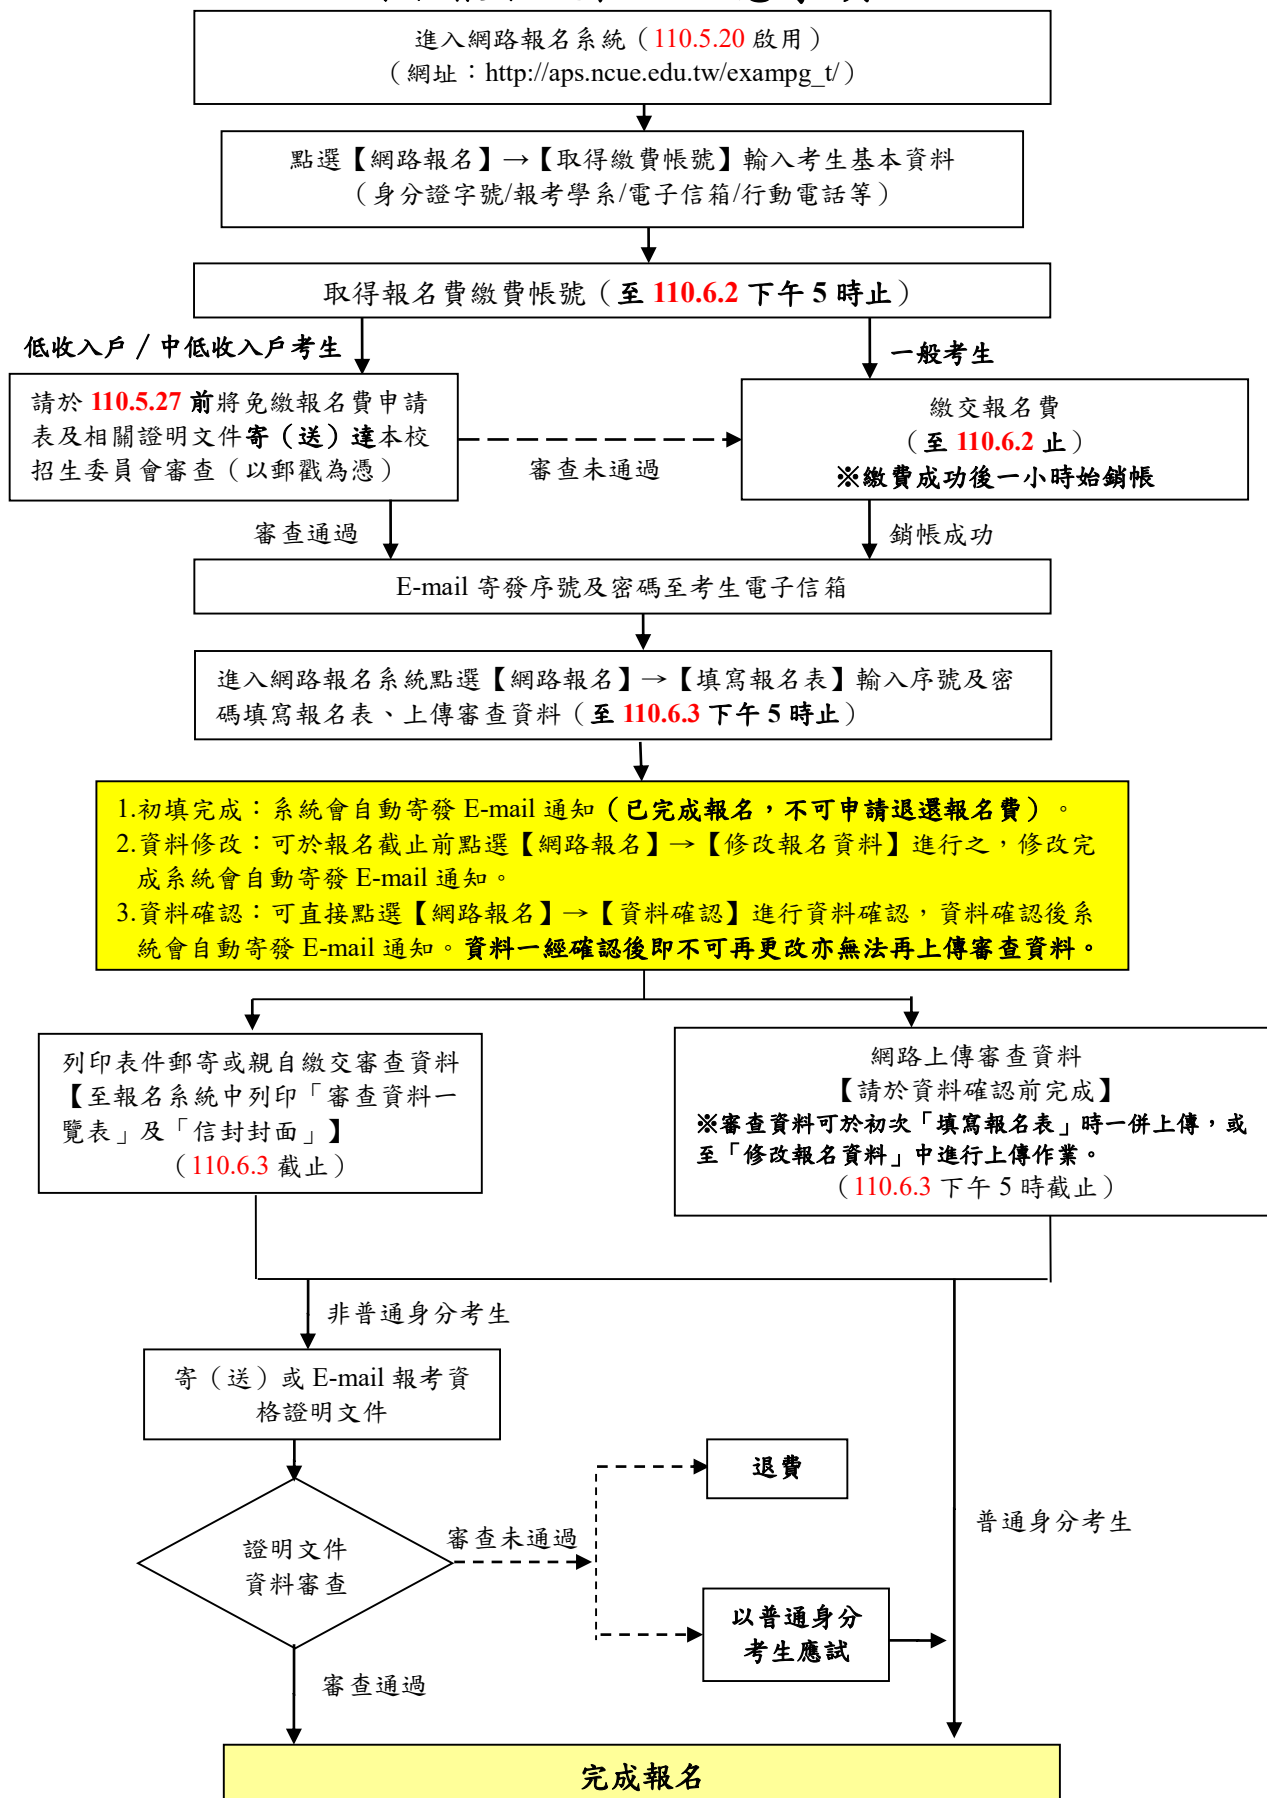 進入網路報名系統（110.5.20 啟用）
（網址：http://aps.ncue.edu.tw/exampg_t/）
點選【網路報名】→【取得繳費帳號】輸入考生基本資料
（身分證字號/報考學系/電子信箱/行動電話等）
取得報名費繳費帳號（至 110.6.2 下午 5 時止）
低收入戶／中低收入戶考生
一般考生
請於 110.5.27 前將免繳報名費申請
表及相關證明文件寄（送）達本校
招生委員會審查（以郵戳為憑）
審查未通過
繳交報名費
（至 110.6.2 止）
※繳費成功後一小時始銷帳
審查通過
銷帳成功
E-mail 寄發序號及密碼至考生電子信箱
進入網路報名系統點選【網路報名】→【填寫報名表】輸入序號及密
碼填寫報名表、上傳審查資料（至 110.6.3 下午 5 時止）
1.初填完成：系統會自動寄發 E-mail 通知（已完成報名，不可申請退還報名費）。
2.資料修改：可於報名截止前點選【網路報名】→【修改報名資料】進行之，修改完
成系統會自動寄發 E-mail 通知。
3.資料確認：可直接點選【網路報名】→【資料確認】進行資料確認，資料確認後系
統會自動寄發 E-mail 通知。資料一經確認後即不可再更改亦無法再上傳審查資料。
列印表件郵寄或親自繳交審查資料
【至報名系統中列印「審查資料一
覽表」及「信封封面」】
（110.6.3 截止）
網路上傳審查資料
【請於資料確認前完成】
※審查資料可於初次「填寫報名表」時一併上傳，或
至「修改報名資料」中進行上傳作業。
（110.6.3 下午 5 時截止）
非普通身分考生
寄（送）或 E-mail 報考資
格證明文件
退費
普通身分考生
審查未通過
證明文件
資料審查
以普通身分
考生應試
審查通過
完成報名